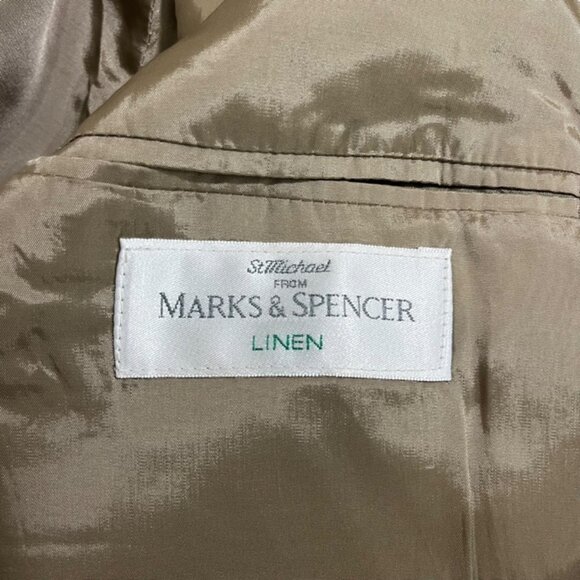 St Michael
FROM
MARKS & SPENCER
LINEN